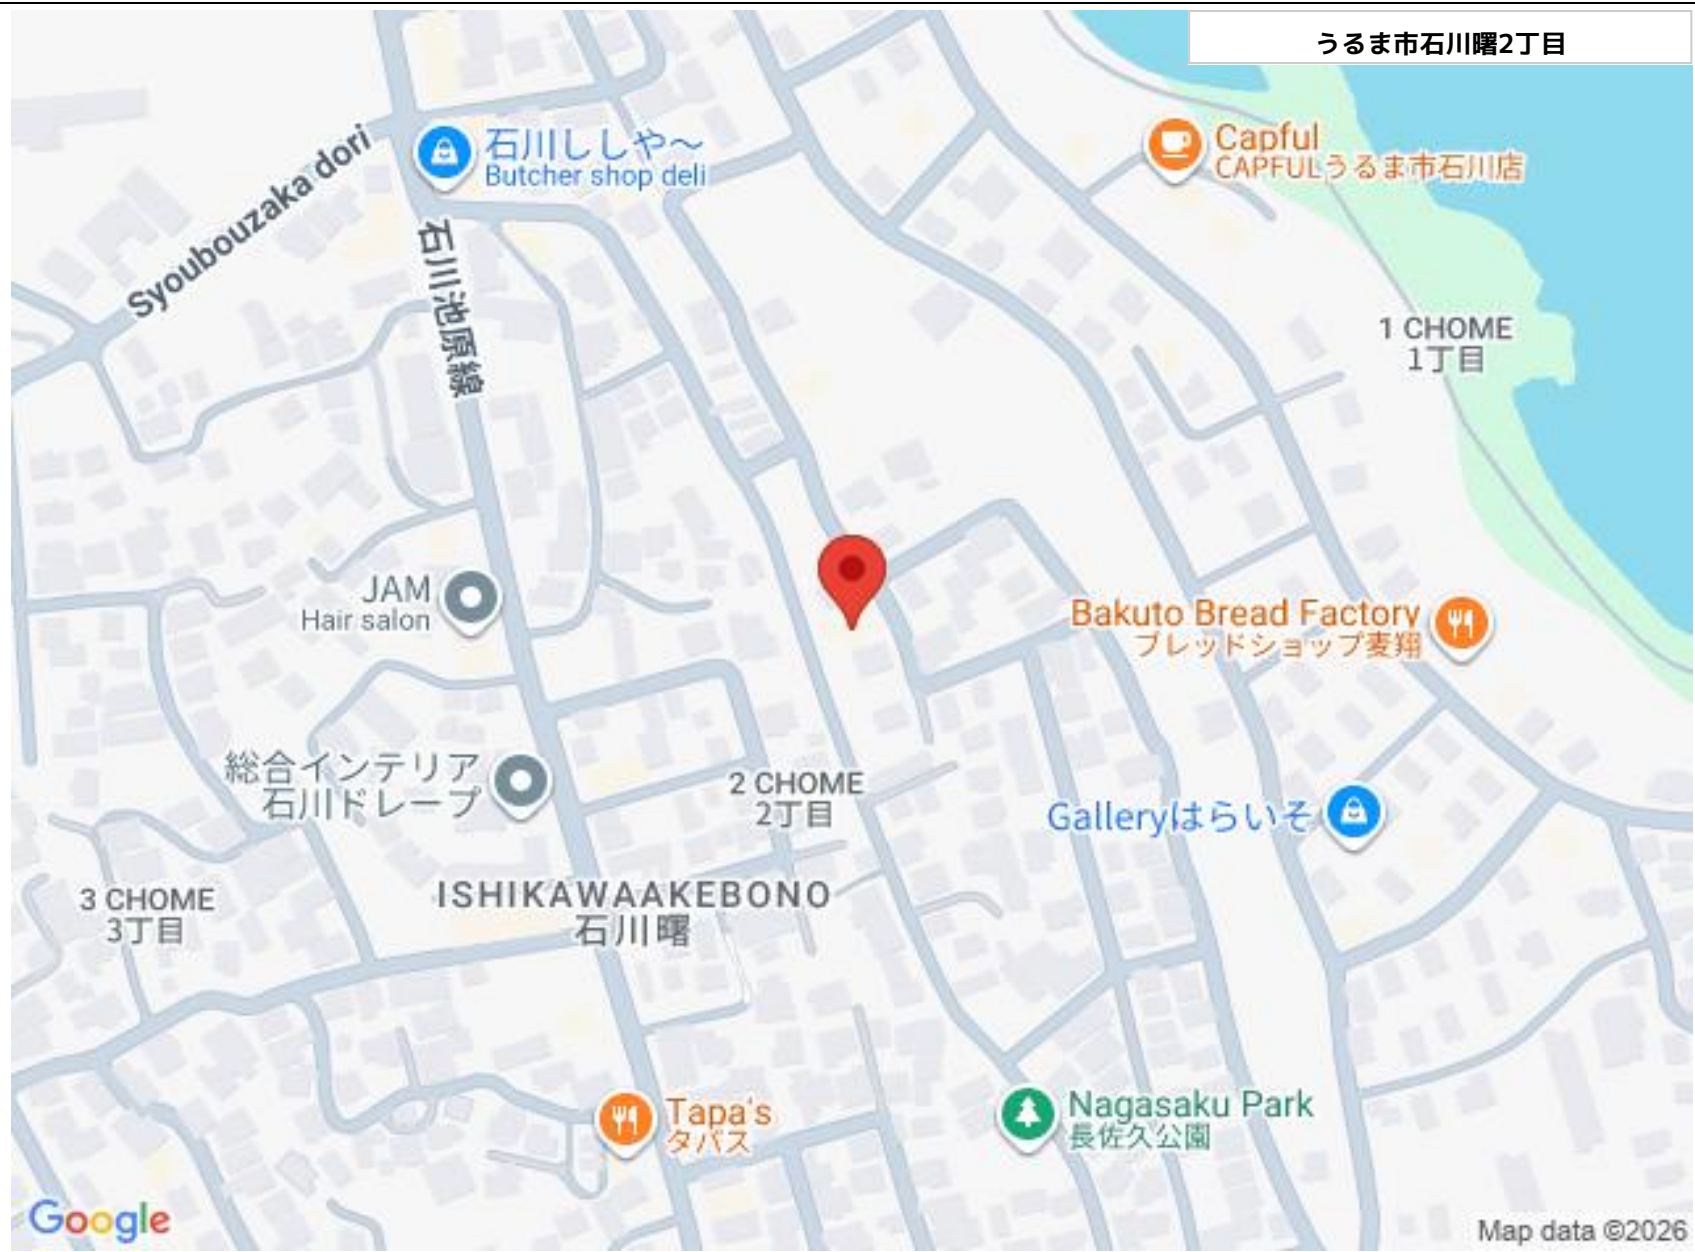 うるま市石川曙2丁目
石川ししや〜
Butcher shop deli
Capful
CAPFULうるま市石川店
Syoubouzaka dori
石川池原線
1 CHOME
1丁目
JAM
Hair salon
Bakuto Bread Factory
ブレッドショップ麦翔
総合インテリア
石川ドレープ
2 CHOME
2丁目
Galleryはらいそ
3 CHOME
3丁目
ISHIKAWAAKEBONO
石川曙
Tapa's
タパス
Nagasaku Park
長佐久公園
Google
Map data ©2026